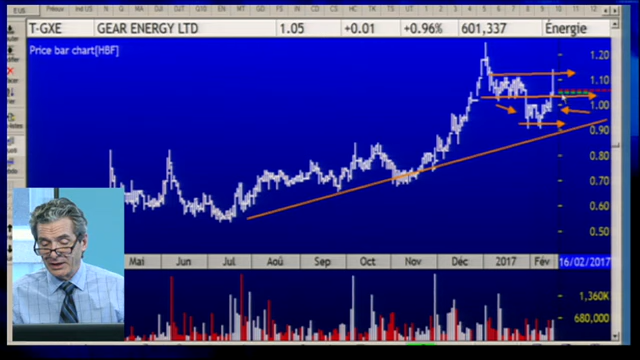 T-GXE GEAR ENERGY LTD 1.05 +0.01 +0.96% 601,337 Énergie
Price bar chart[HBF]
1.20
1.10
1.00
0.90
0.80
0.70
0.60
0.50
Mai Jun Jul Aoû Sep Oct Nov Déc 2017 Fév 16/02/2017
1,360K
680,000